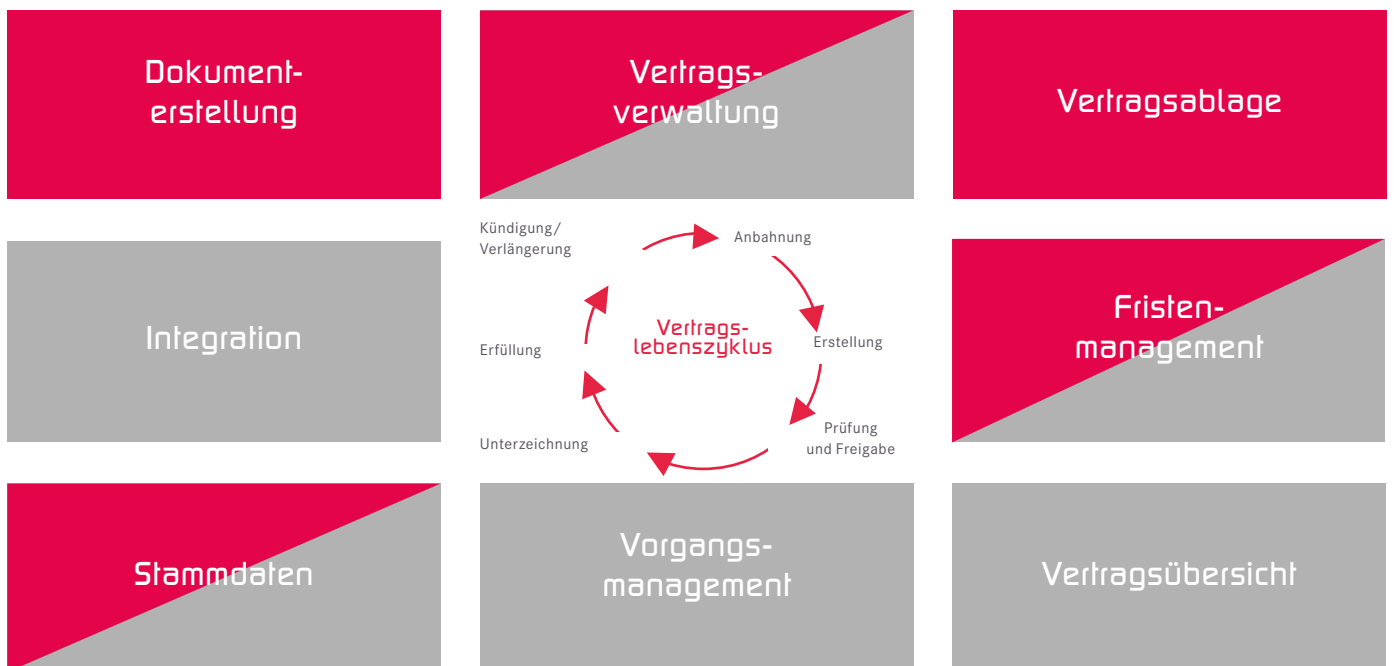 Dokument-
erstellung
Vertrags-
verwaltung
Vertragsablage
Kündigung/
Verlängerung
Anbahnung
Integration
Vertrags-
lebenszyklus
Erfüllung
Erstellung
Fristen-
management
Unterzeichnung
Prüfung
und Freigabe
Stammdaten
Vorgangs-
management
Vertragsübersicht